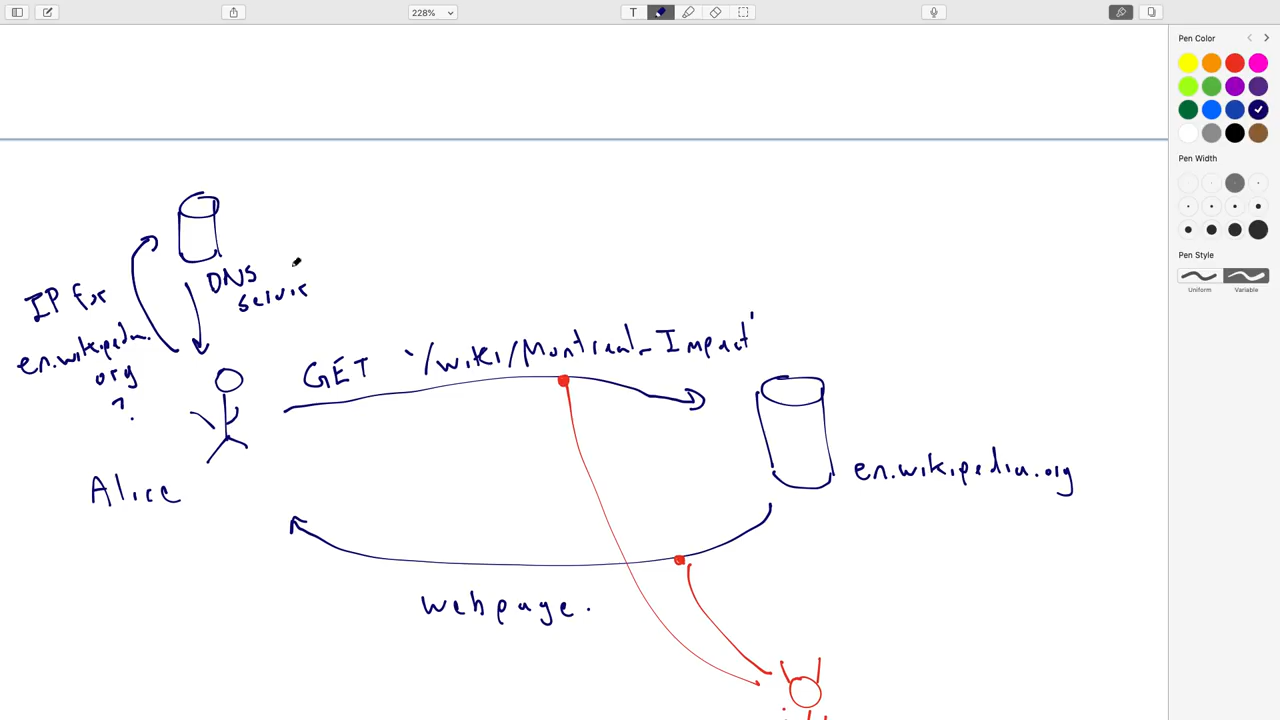 228%
T
Pen Color
Pen Width
Pen Style
Uniform
Variable
DNS
IP for
en.wikipedia.
org
?
GET '/wiki/Montreal_Impact'
Alice
en.wikipedia.org
webpage.